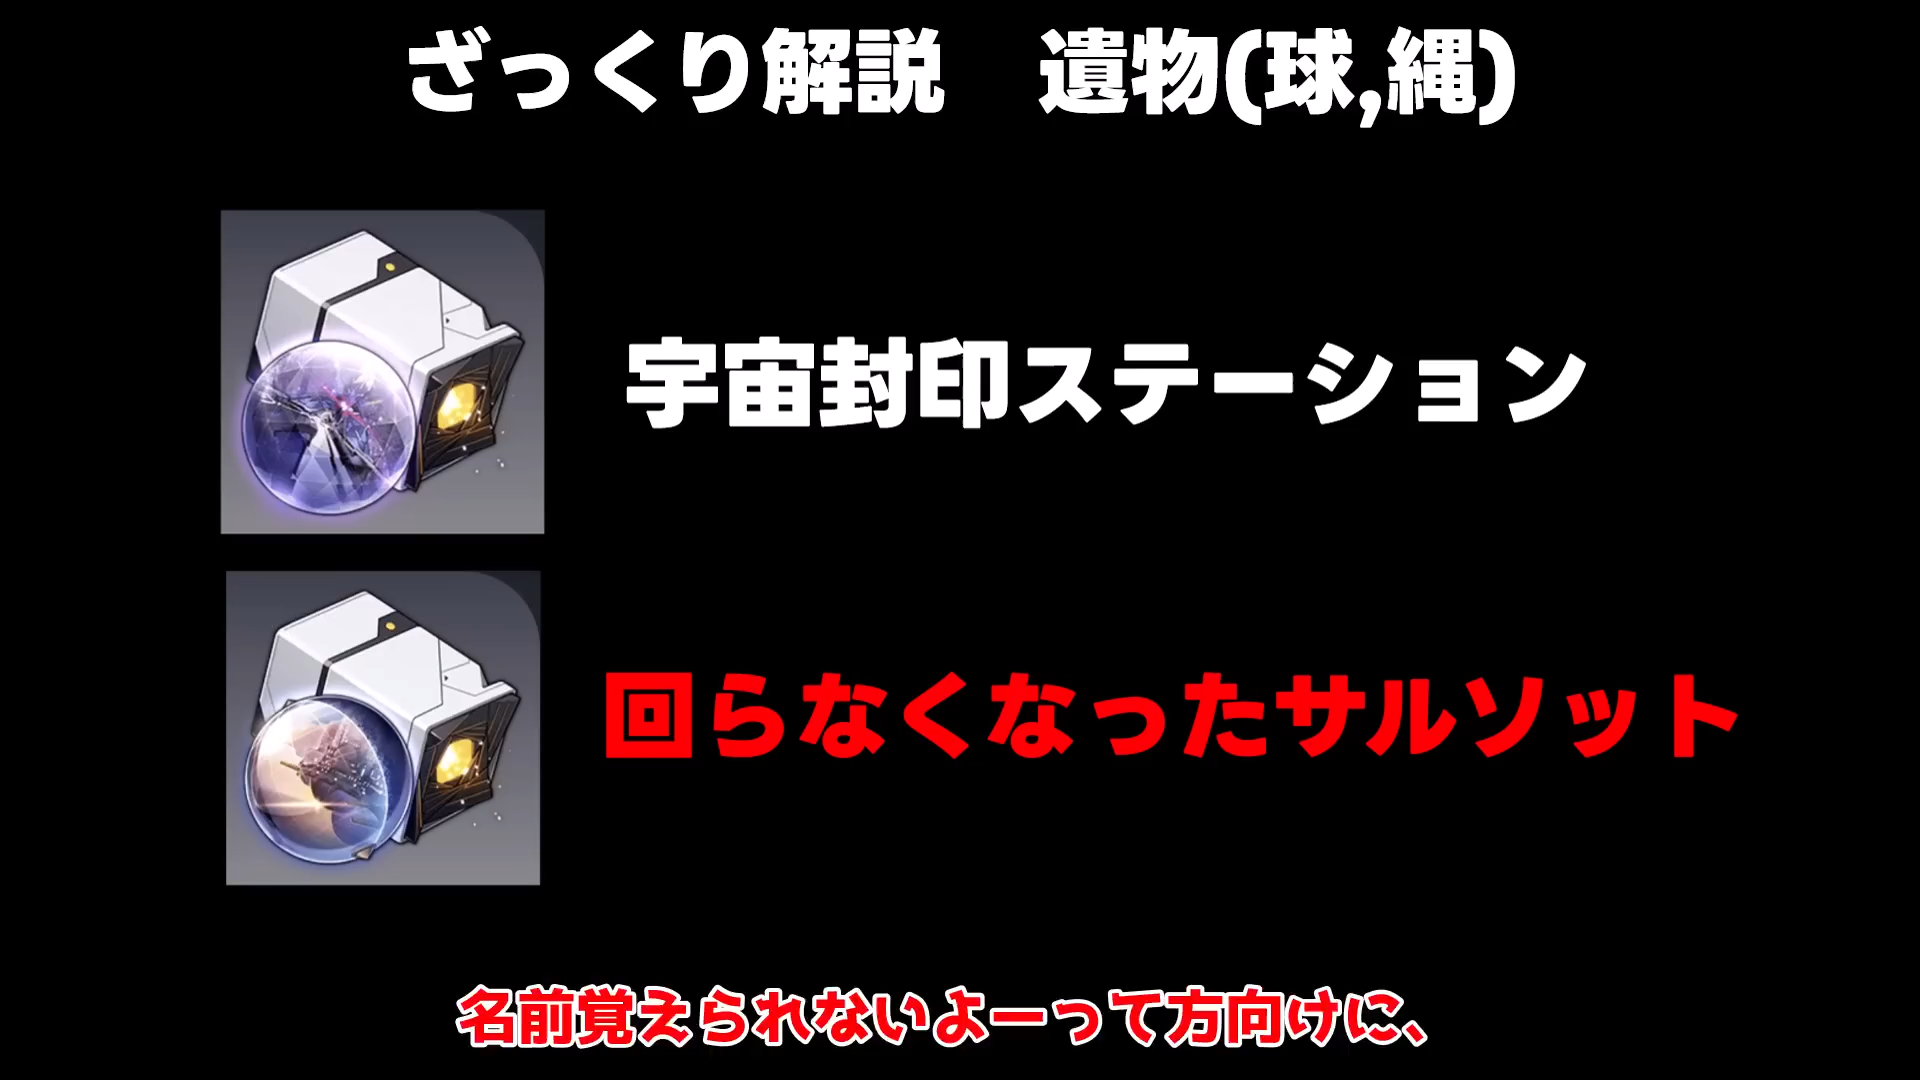 ざっくり解説　遺物(球,縄)
宇宙封印ステーション
回らなくなったサルソット
名前覚えられないよーって方向けに、